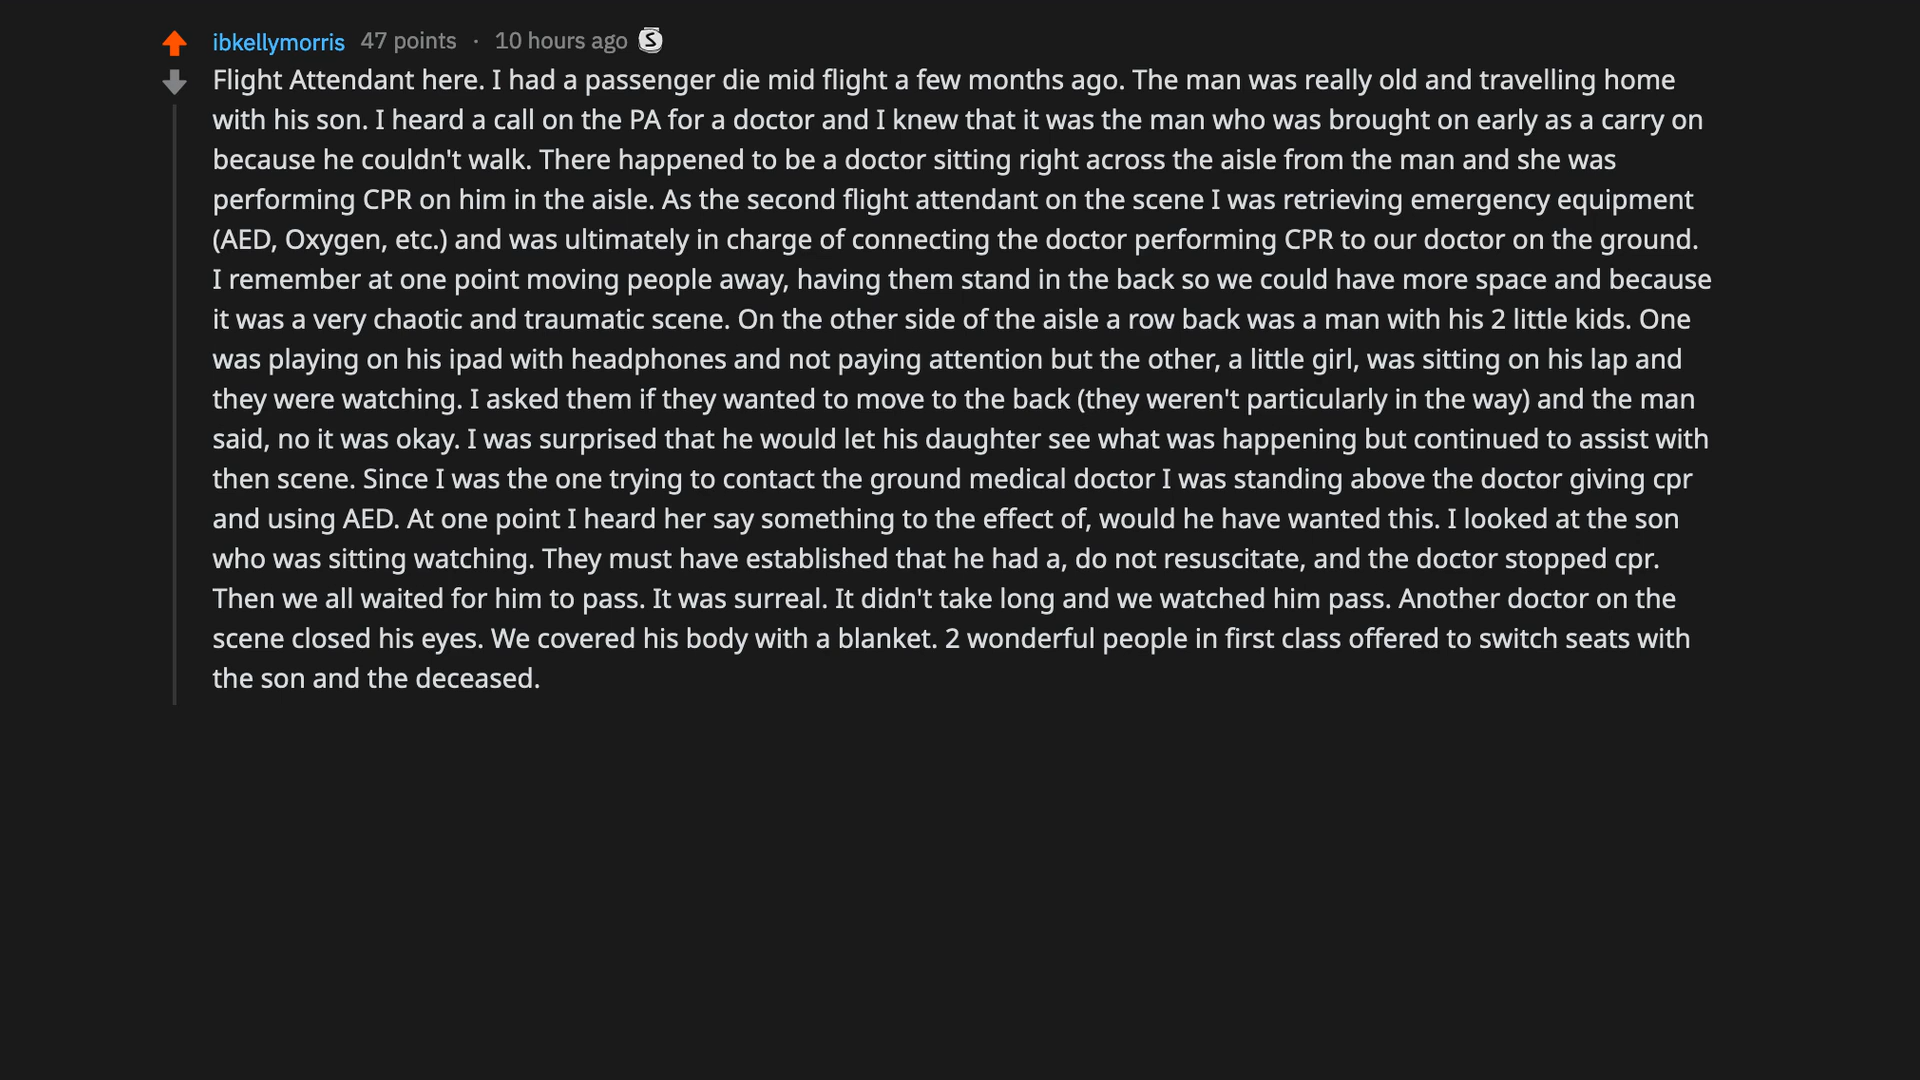 ibkellymorris 47 points · 10 hours ago S
Flight Attendant here. I had a passenger die mid flight a few months ago. The man was really old and travelling home
with his son. I heard a call on the PA for a doctor and I knew that it was the man who was brought on early as a carry on
because he couldn't walk. There happened to be a doctor sitting right across the aisle from the man and she was
performing CPR on him in the aisle. As the second flight attendant on the scene I was retrieving emergency equipment
(AED, Oxygen, etc.) and was ultimately in charge of connecting the doctor performing CPR to our doctor on the ground.
I remember at one point moving people away, having them stand in the back so we could have more space and because
it was a very chaotic and traumatic scene. On the other side of the aisle a row back was a man with his 2 little kids. One
was playing on his ipad with headphones and not paying attention but the other, a little girl, was sitting on his lap and
they were watching. I asked them if they wanted to move to the back (they weren't particularly in the way) and the man
said, no it was okay. I was surprised that he would let his daughter see what was happening but continued to assist with
then scene. Since I was the one trying to contact the ground medical doctor I was standing above the doctor giving cpr
and using AED. At one point I heard her say something to the effect of, would he have wanted this. I looked at the son
who was sitting watching. They must have established that he had a, do not resuscitate, and the doctor stopped cpr.
Then we all waited for him to pass. It was surreal. It didn't take long and we watched him pass. Another doctor on the
scene closed his eyes. We covered his body with a blanket. 2 wonderful people in first class offered to switch seats with
the son and the deceased.